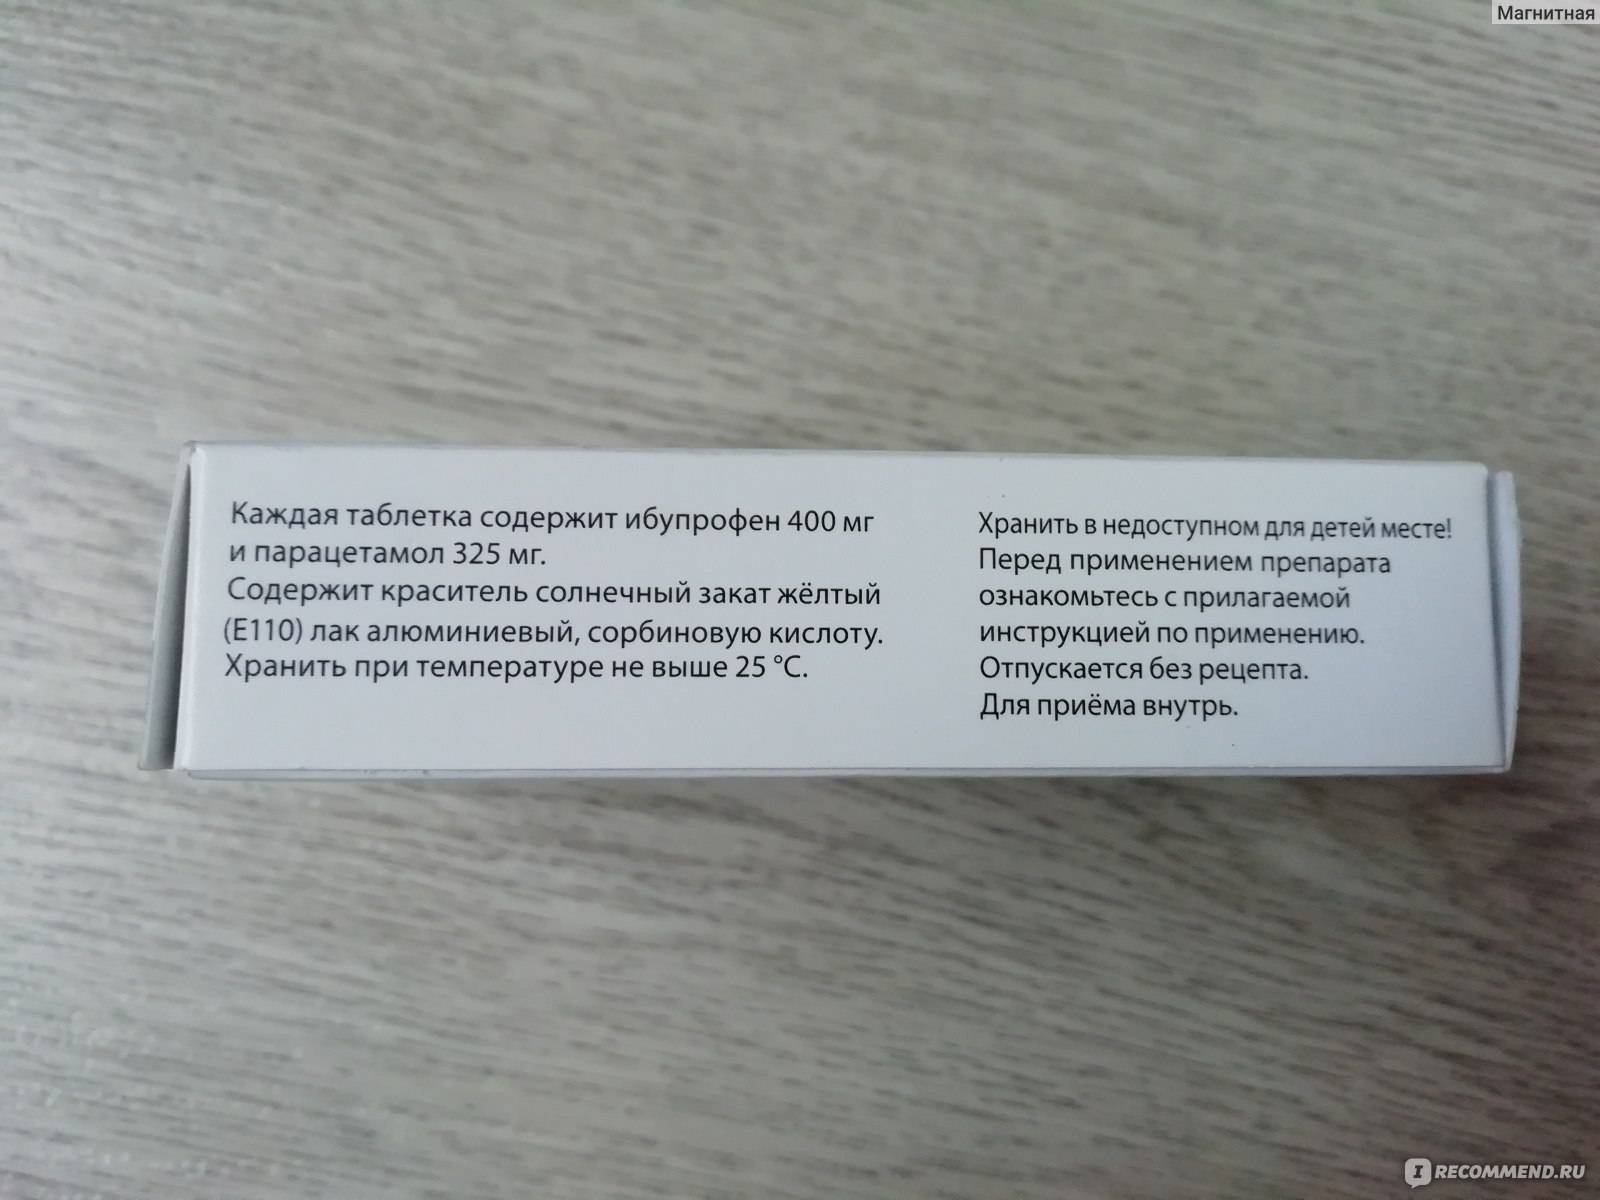 Магнитная
Каждая таблетка содержит ибупрофен 400 мг
и парацетамол 325 мг.
Содержит краситель солнечный закат жёлтый
(Е110) лак алюминиевый, сорбиновую кислоту.
Хранить при температуре не выше 25 °С.
Хранить в недоступном для детей месте!
Перед применением препарата
ознакомьтесь с прилагаемой
инструкцией по применению.
Отпускается без рецепта.
Для приёма внутрь.
I RECOMMEND.RU